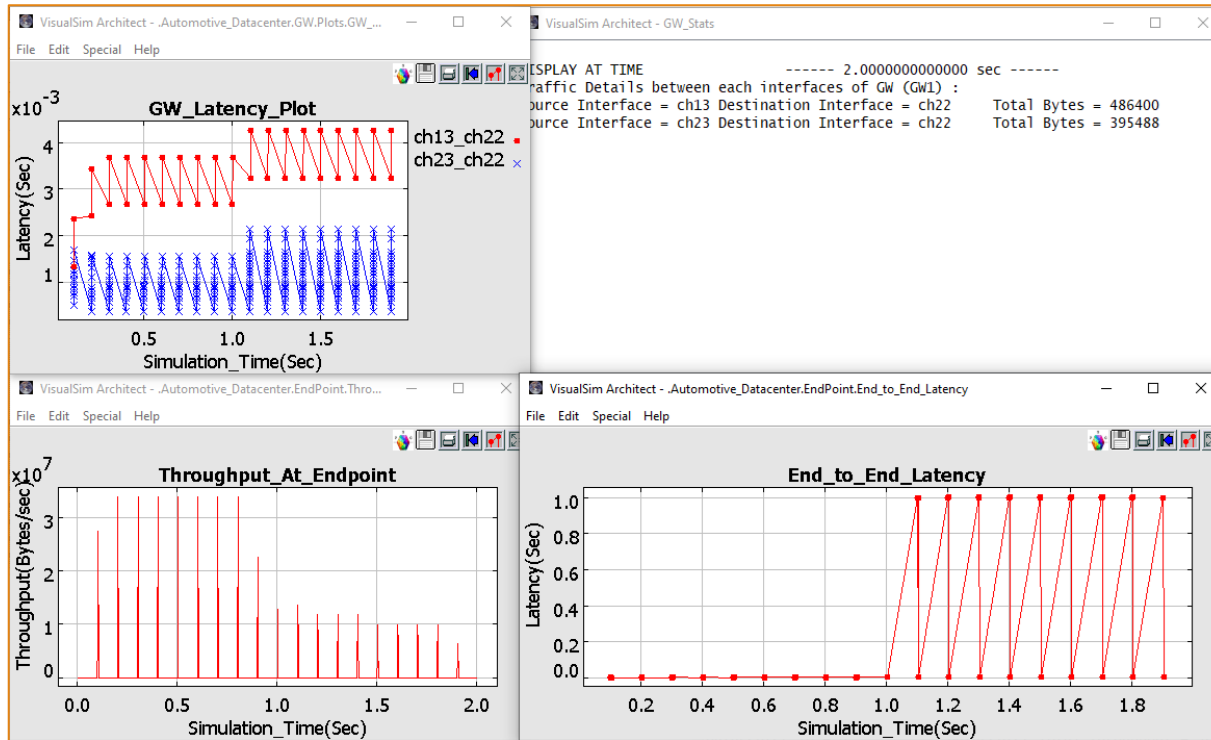 VisualSim Architect - .Automotive_Datacenter.GW.Plots.GW_...
File Edit Special Help
GW_Latency_Plot
x10-3
4
3
2
1
Latency(Sec)
ch13_ch22
ch23_ch22
0.5 1.0 1.5
Simulation_Time(Sec)
VisualSim Architect - GW_Stats
ISPLAY AT TIME ------ 2.0000000000000 sec ------
raffic Details between each interfaces of GW (GW1) :
ource Interface = ch13 Destination Interface = ch22 Total Bytes = 486400
ource Interface = ch23 Destination Interface = ch22 Total Bytes = 395488
VisualSim Architect - .Automotive_Datacenter.EndPoint.Thro...
File Edit Special Help
Throughput_At_Endpoint
x107
3
2
1
0
Throughput(Bytes/sec)
0.0 0.5 1.0 1.5 2.0
Simulation_Time(Sec)
VisualSim Architect - .Automotive_Datacenter.EndPoint.End_to_End_Latency
File Edit Special Help
End_to_End_Latency
1.0
0.8
0.6
0.4
0.2
0.0
Latency(Sec)
0.2 0.4 0.6 0.8 1.0 1.2 1.4 1.6 1.8
Simulation_Time(Sec)